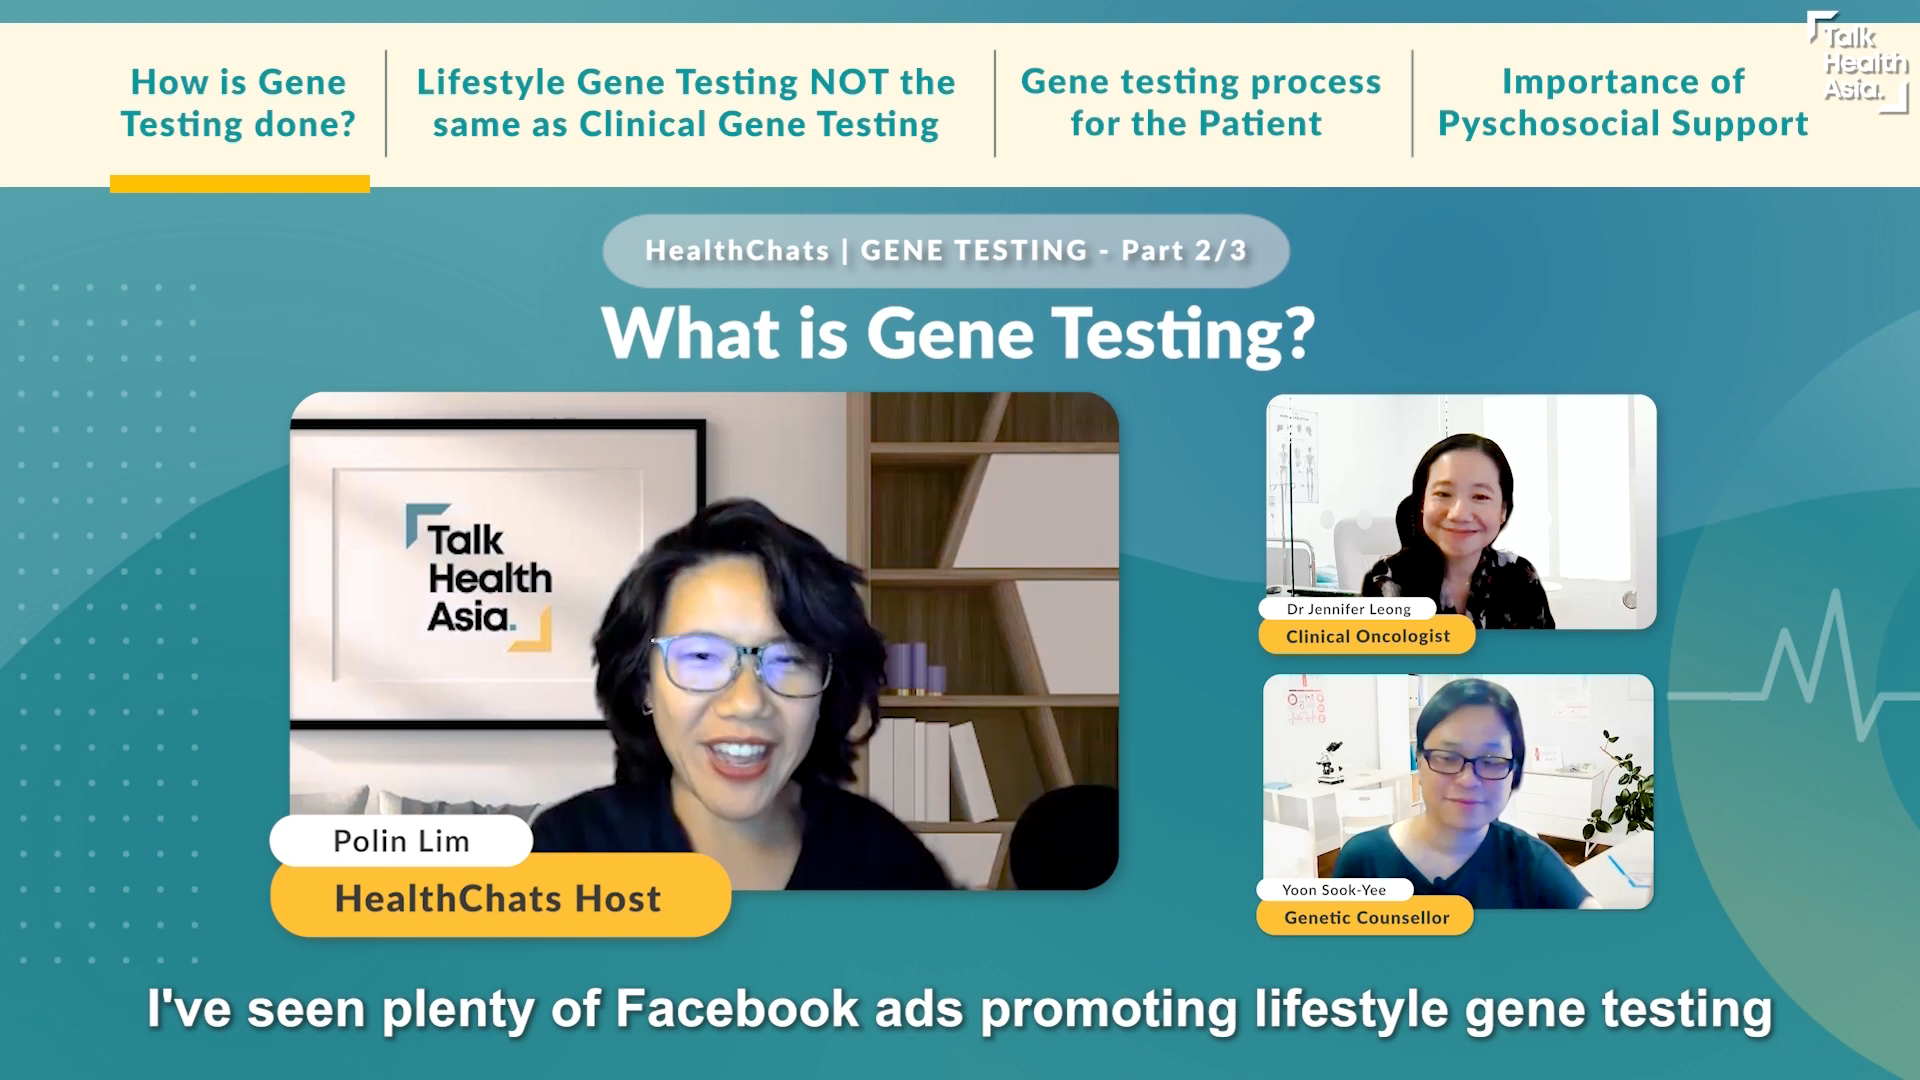 How is Gene
Testing done?
Lifestyle Gene Testing NOT the
same as Clinical Gene Testing
Gene testing process
for the Patient
Importance of
Pyschosocial Support
Talk
Health
Asia.
HealthChats | GENE TESTING - Part 2/3
What is Gene Testing?
Talk
Health
Asia.
Polin Lim
HealthChats Host
Dr Jennifer Leong
Clinical Oncologist
Yoon Sook-Yee
Genetic Counsellor
I've seen plenty of Facebook ads promoting lifestyle gene testing